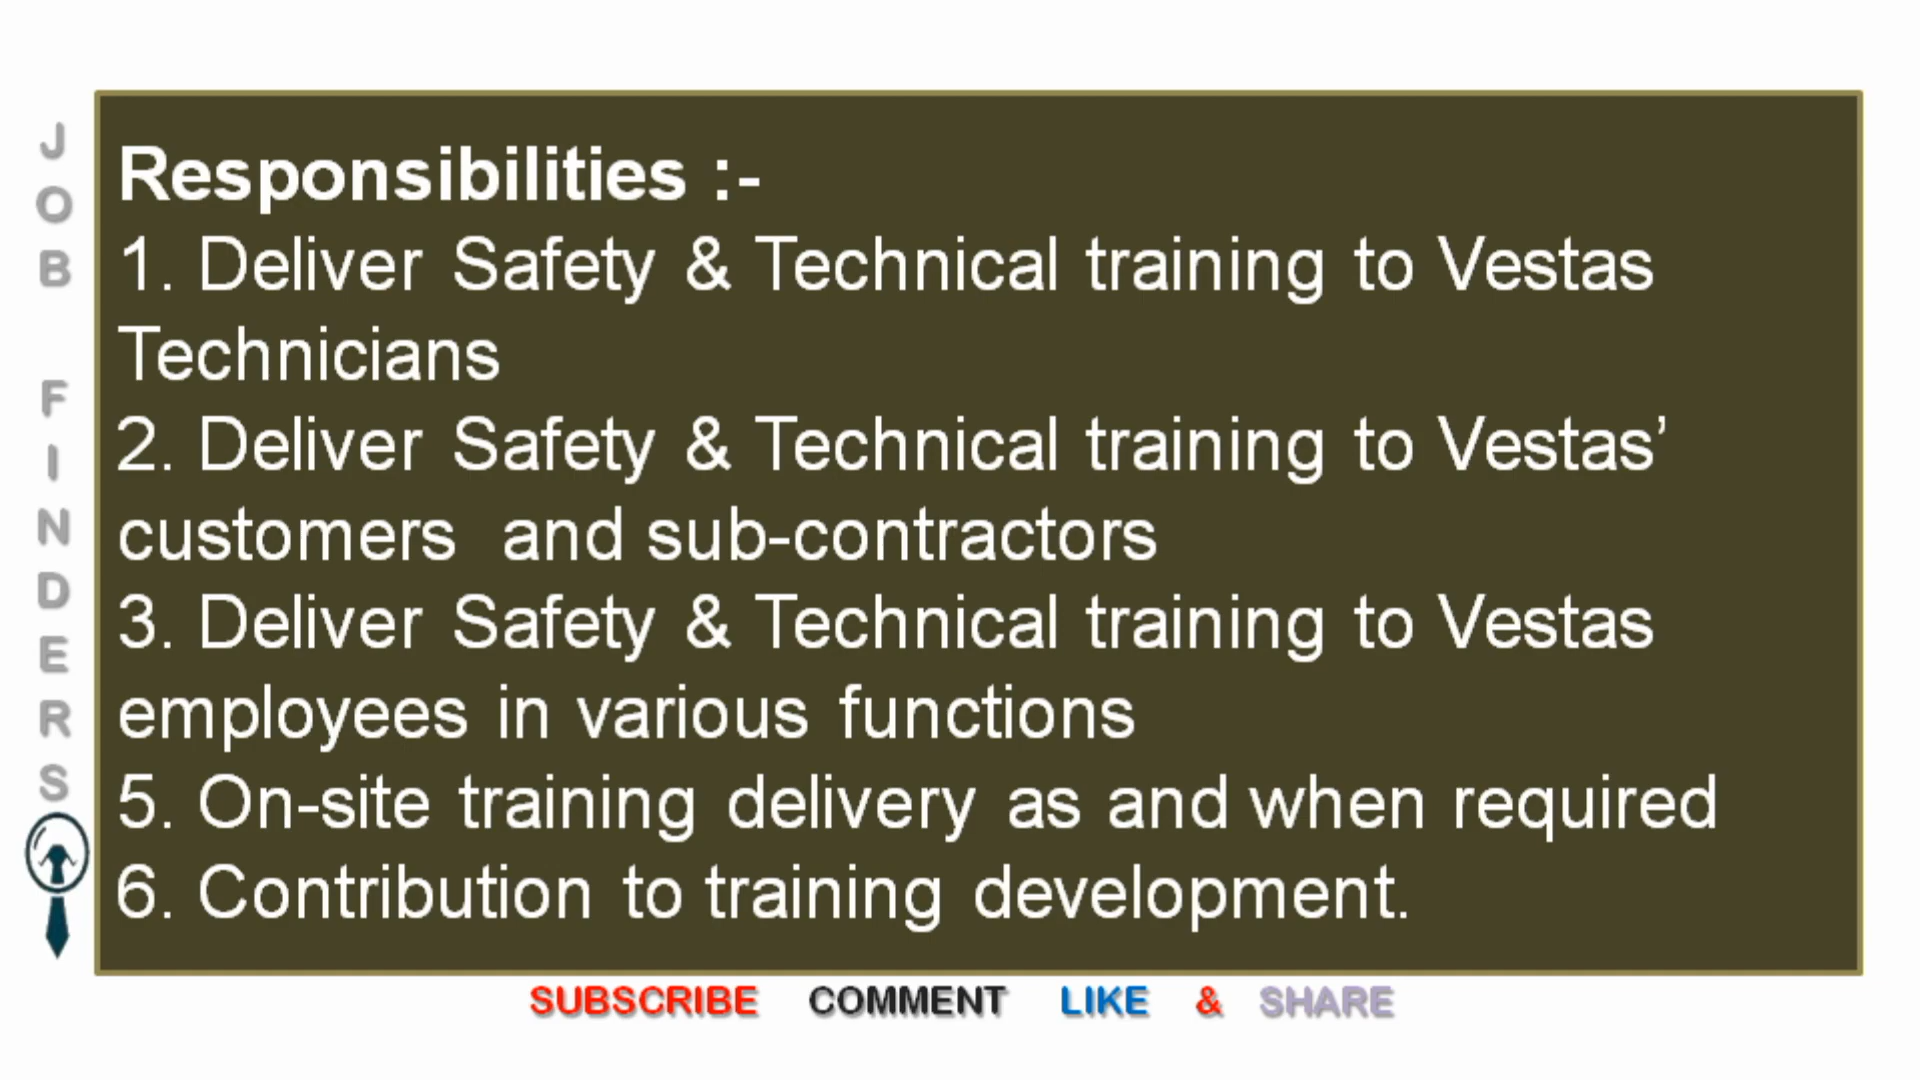 JOB FINDERS
Responsibilities :-
1. Deliver Safety & Technical training to Vestas
Technicians
2. Deliver Safety & Technical training to Vestas’
customers and sub-contractors
3. Deliver Safety & Technical training to Vestas
employees in various functions
5. On-site training delivery as and when required
6. Contribution to training development.
SUBSCRIBE COMMENT LIKE & SHARE